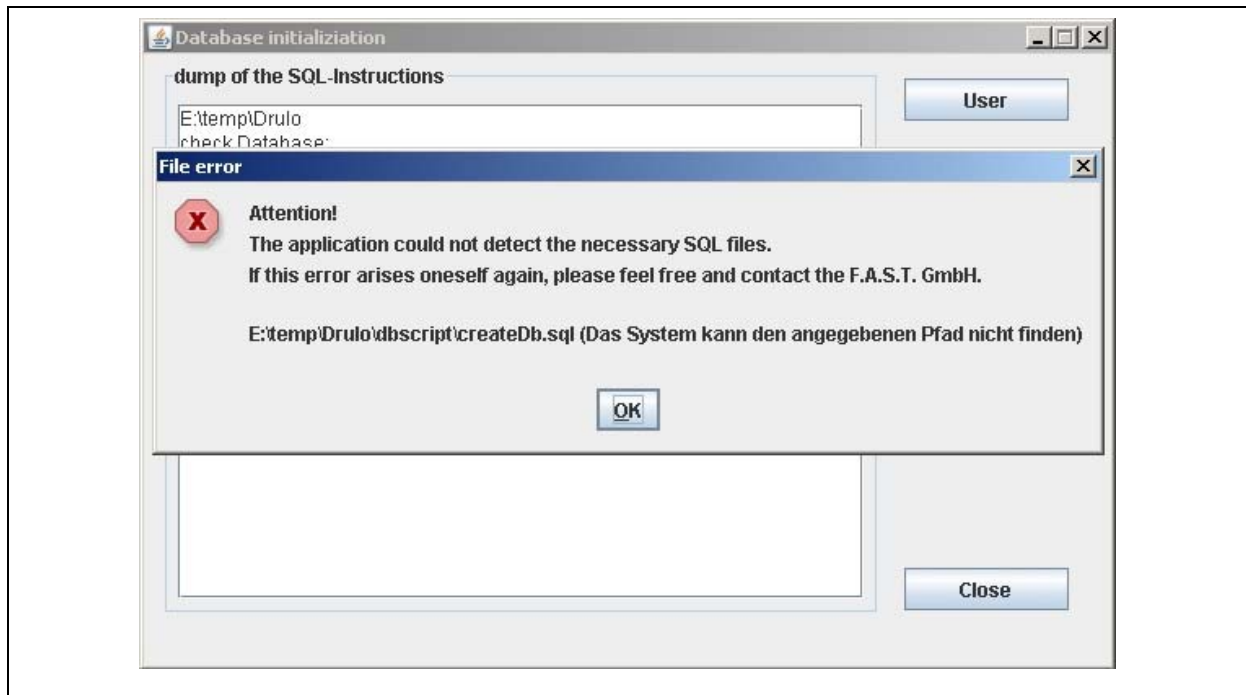 Database initializiation
dump of the SQL-Instructions
User
E:\temp\Drulo
check Database:
File error
Attention!
The application could not detect the necessary SQL files.
If this error arises oneself again, please feel free and contact the F.A.S.T. GmbH.
E:\temp\Drulo\dbscript\createDb.sql (Das System kann den angegebenen Pfad nicht finden)
OK
Close